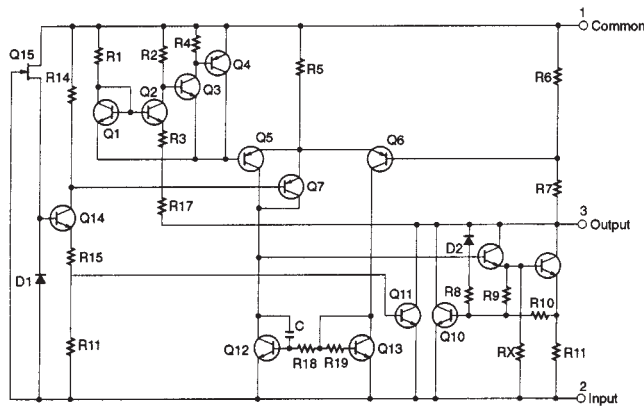 1
Common
Q15
R1
R2
R4
Q4
R14
Q3
R5
R6
Q2
Q1
R3
Q5
Q6
R7
Q7
R17
3
Output
Q14
D2
R15
D1
Q11
R8
R9
R10
C
R11
Q12
R18
R19
Q13
Q10
RX
R11
2
Input